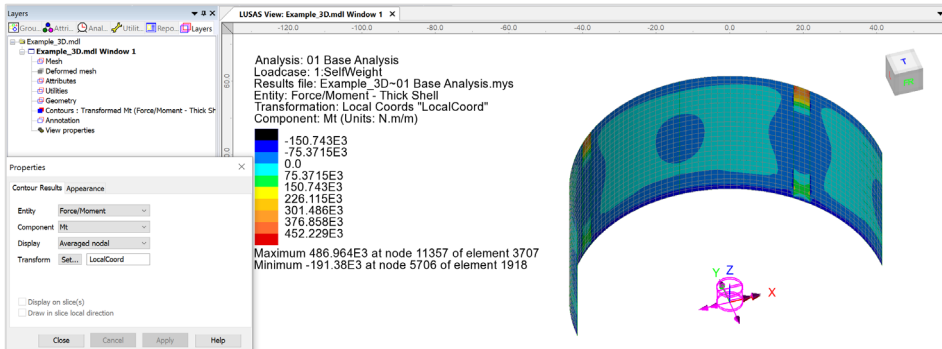 Layers
Grou... Attri... Anal... Utilit... Repo... Layers
Example_3D.mdl
Example_3D.mdl Window 1
Mesh
Deformed mesh
Attributes
Utilities
Geometry
Contours : Transformed Mt (Force/Moment - Thick Sh
Annotation
View properties
Properties
Contour Results Appearance
Entity Force/Moment
Component Mt
Display Averaged nodal
Transform Set... LocalCoord
Display on slice(s)
Draw in slice local direction
Close Cancel Apply Help
LUSAS View: Example_3D.mdl Window 1
-100.0 -80.0 -60.0 -40.0 -20.0 0.0 20.0 40.0
60.0
Analysis: 01 Base Analysis
Loadcase: 1:SelfWeight
Results file: Example_3D~01 Base Analysis.mys
Entity: Force/Moment - Thick Shell
Transformation: Local Coords "LocalCoord"
Component: Mt (Units: N.m/m)
-150.743E3
-75.3715E3
0.0
75.3715E3
150.743E3
226.115E3
301.486E3
376.858E3
452.229E3
Maximum 486.964E3 at node 11357 of element 3707
Minimum -191.38E3 at node 5706 of element 1918
T
Y Z
X